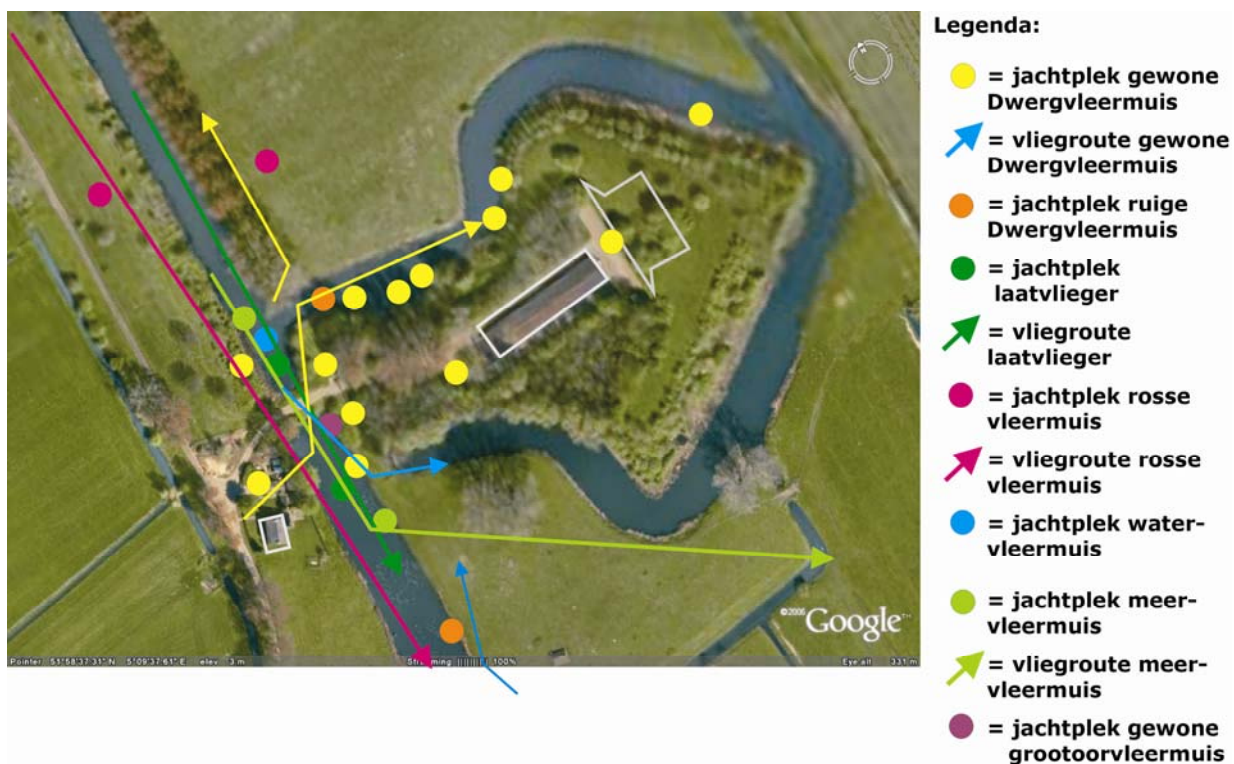 Legenda:
= jachtplek gewone
Dwergvleermuis
= vliegroute gewone
Dwergvleermuis
= jachtplek ruige
Dwergvleermuis
= jachtplek
laatvlieger
= vliegroute
laatvlieger
= jachtplek rosse
vleermuis
= vliegroute rosse
vleermuis
= jachtplek water-
vleermuis
= jachtplek meer-
vleermuis
= vliegroute meer-
vleermuis
= jachtplek gewone
grootoorvleermuis
©2005 Google™
Pointer 51°58'37.31" N 5°09'37.61" E elev 3 m Streaming ||||||||| 100% Eye alt 331 m